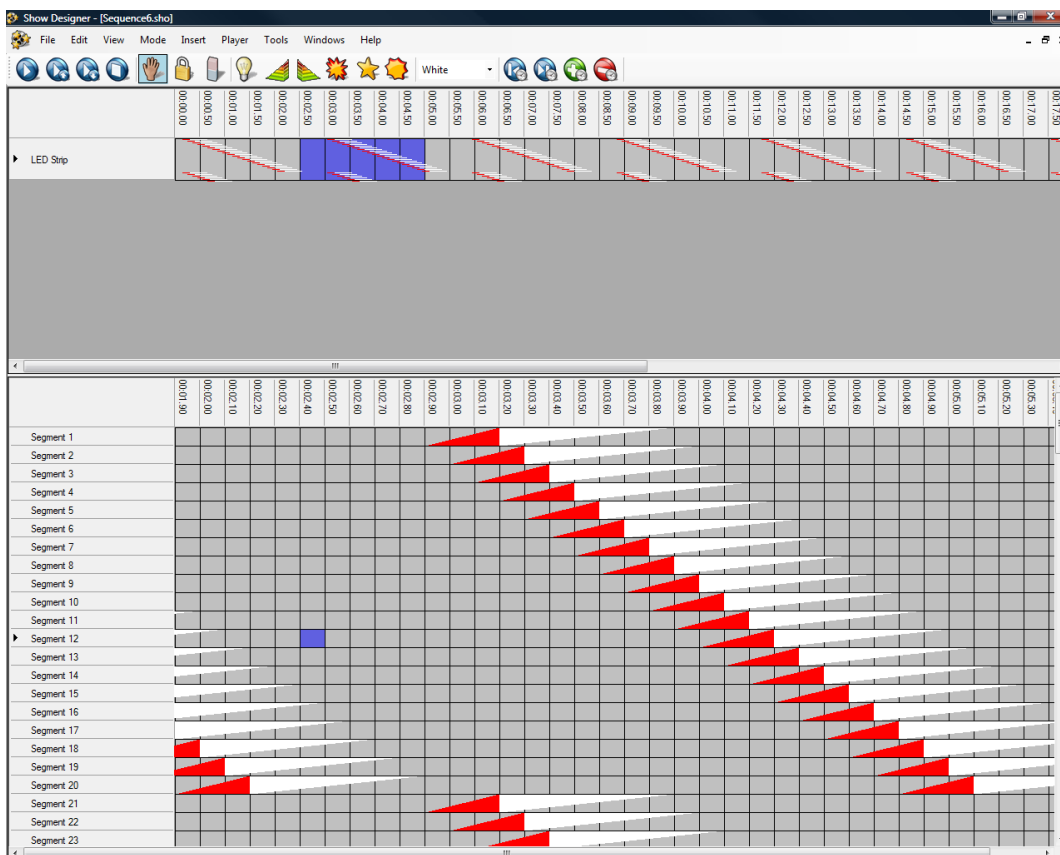 Show Designer - [Sequence6.sho]
File Edit View Mode Insert Player Tools Windows Help
White
00:00.00 00:00.50 00:01.00 00:01.50 00:02.00 00:02.50 00:03.00 00:03.50 00:04.00 00:04.50 00:05.00 00:05.50 00:06.00 00:06.50 00:07.00 00:07.50 00:08.00 00:08.50 00:09.00 00:09.50 00:10.00 00:10.50 00:11.00 00:11.50 00:12.00 00:12.50 00:13.00 00:13.50 00:14.00 00:14.50 00:15.00 00:15.50 00:16.00 00:16.50 00:17.00 00:17.50
LED Strip
00:01.90 00:02.00 00:02.10 00:02.20 00:02.30 00:02.40 00:02.50 00:02.60 00:02.70 00:02.80 00:02.90 00:03.00 00:03.10 00:03.20 00:03.30 00:03.40 00:03.50 00:03.60 00:03.70 00:03.80 00:03.90 00:04.00 00:04.10 00:04.20 00:04.30 00:04.40 00:04.50 00:04.60 00:04.70 00:04.80 00:04.90 00:05.00 00:05.10 00:05.20 00:05.30
Segment 1
Segment 2
Segment 3
Segment 4
Segment 5
Segment 6
Segment 7
Segment 8
Segment 9
Segment 10
Segment 11
Segment 12
Segment 13
Segment 14
Segment 15
Segment 16
Segment 17
Segment 18
Segment 19
Segment 20
Segment 21
Segment 22
Segment 23